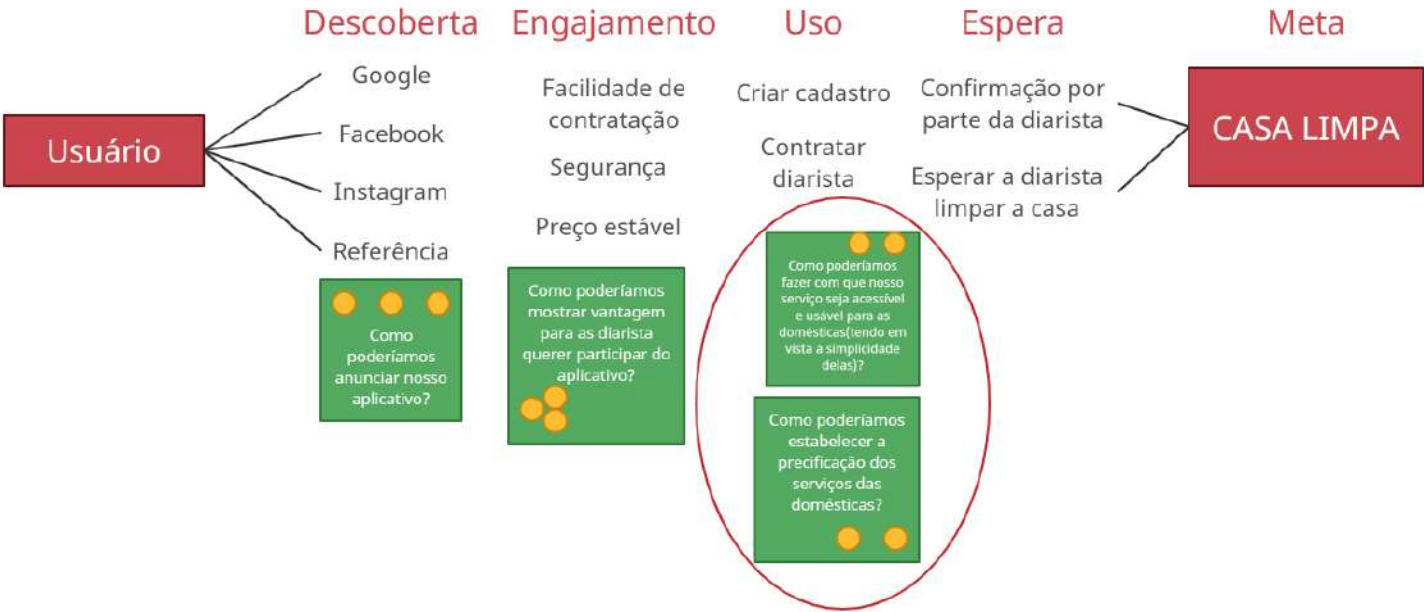 Descoberta
Engajamento
Uso
Espera
Meta
Usuário
Google
Facebook
Instagram
Referência
Facilidade de
contratação
Segurança
Preço estável
Criar cadastro
Contratar
diarista
Confirmação por
parte da diarista
Esperar a diarista
limpar a casa
CASA LIMPA
Como
poderíamos
anunciar nosso
aplicativo?
Como poderíamos
mostrar vantagem
para as diarista
querer participar do
aplicativo?
Como poderíamos
fazer com que nosso
serviço seja acessível
e usável para as
domésticas(tendo em
vista a simplicidade
delas)?
Como poderíamos
estabelecer a
precificação dos
serviços das
domésticas?